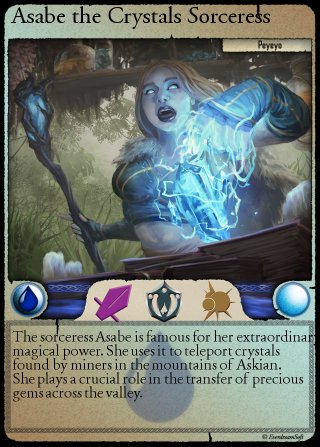 Asabe the Crystals Sorceress
Peyeyo
The sorceress Asabe is famous for her extraordinar
magical power. She uses it to teleport crystals
found by miners in the mountains of Askian.
She plays a crucial role in the transfer of precious
gems across the valley.
© EverdreamSoft